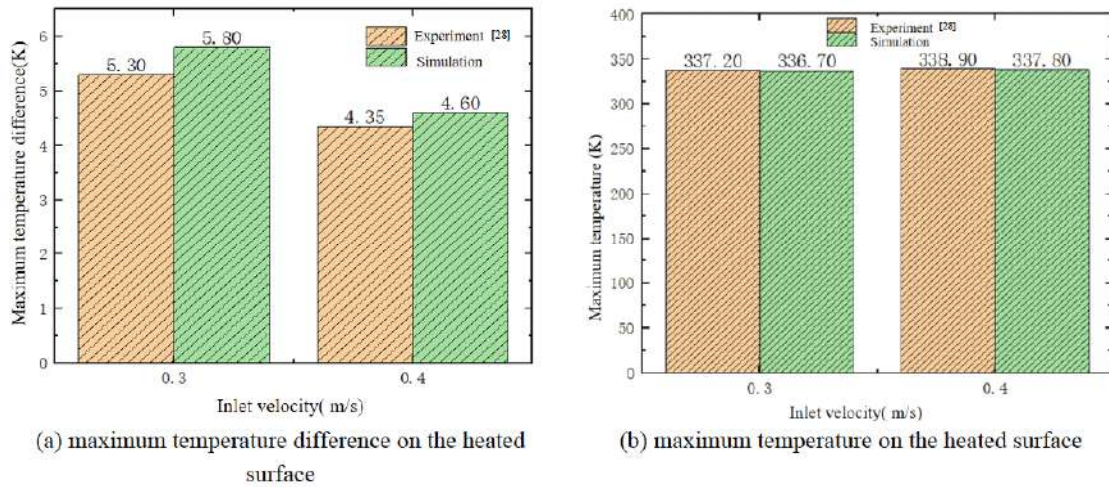 Experiment [28]
Simulation
5. 80
5. 30
4. 35
4. 60
6
5
4
3
2
1
0
Maximum temperature difference(K)
0. 3
0. 4
Inlet velocity( m/s)
(a) maximum temperature difference on the heated
surface
Experiment [28]
Simulation
337. 20
336. 70
338. 90
337. 80
400
350
300
250
200
150
100
50
0
Maximum temperature (K)
0. 3
0. 4
Inlet velocity( m/s)
(b) maximum temperature on the heated surface